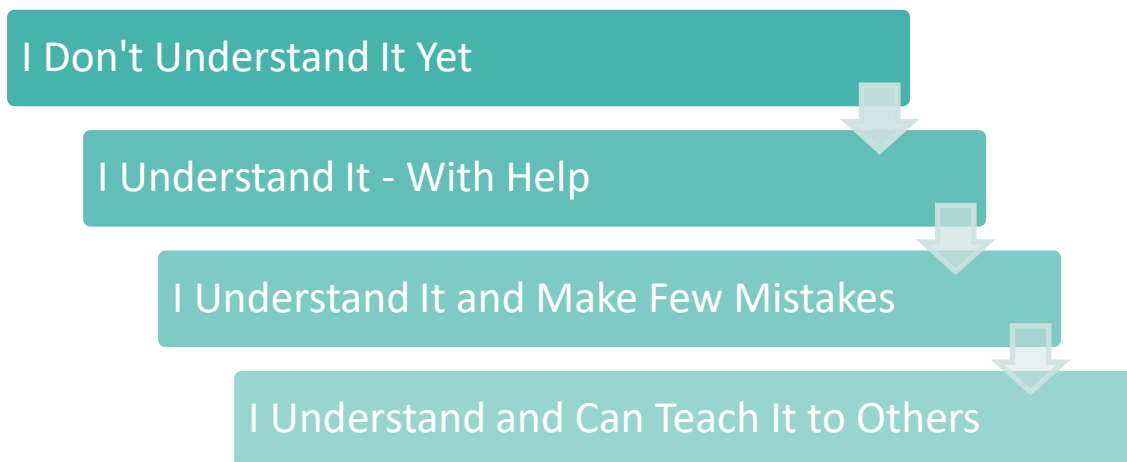 I Don't Understand It Yet
I Understand It - With Help
I Understand It and Make Few Mistakes
I Understand and Can Teach It to Others